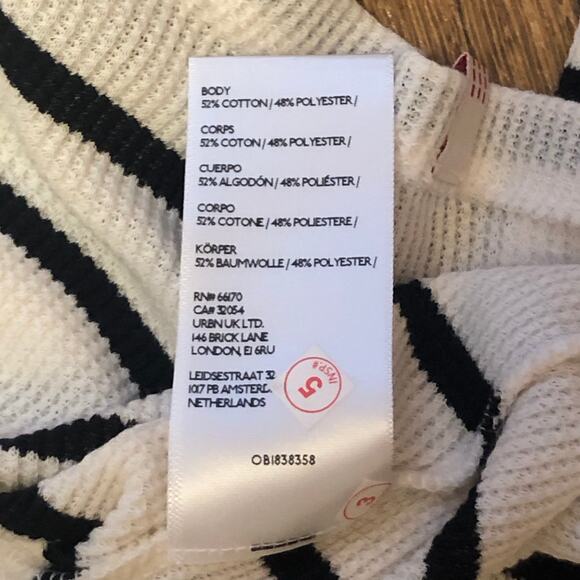 BODY
52% COTTON / 48% POLYESTER /
CORPS
52% COTON / 48% POLYESTER /
CUERPO
52% ALGODÓN / 48% POLIÉSTER /
CORPO
52% COTONE / 48% POLIESTERE /
KÖRPER
52% BAUMWOLLE / 48% POLYESTER /
RN# 66170
CA# 32054
URBN UK LTD.
146 BRICK LANE
LONDON, E1 6RU
LEIDSESTRAAT 32
1017 PB AMSTERD
NETHERLANDS
INSP#
5
OB1838358
3